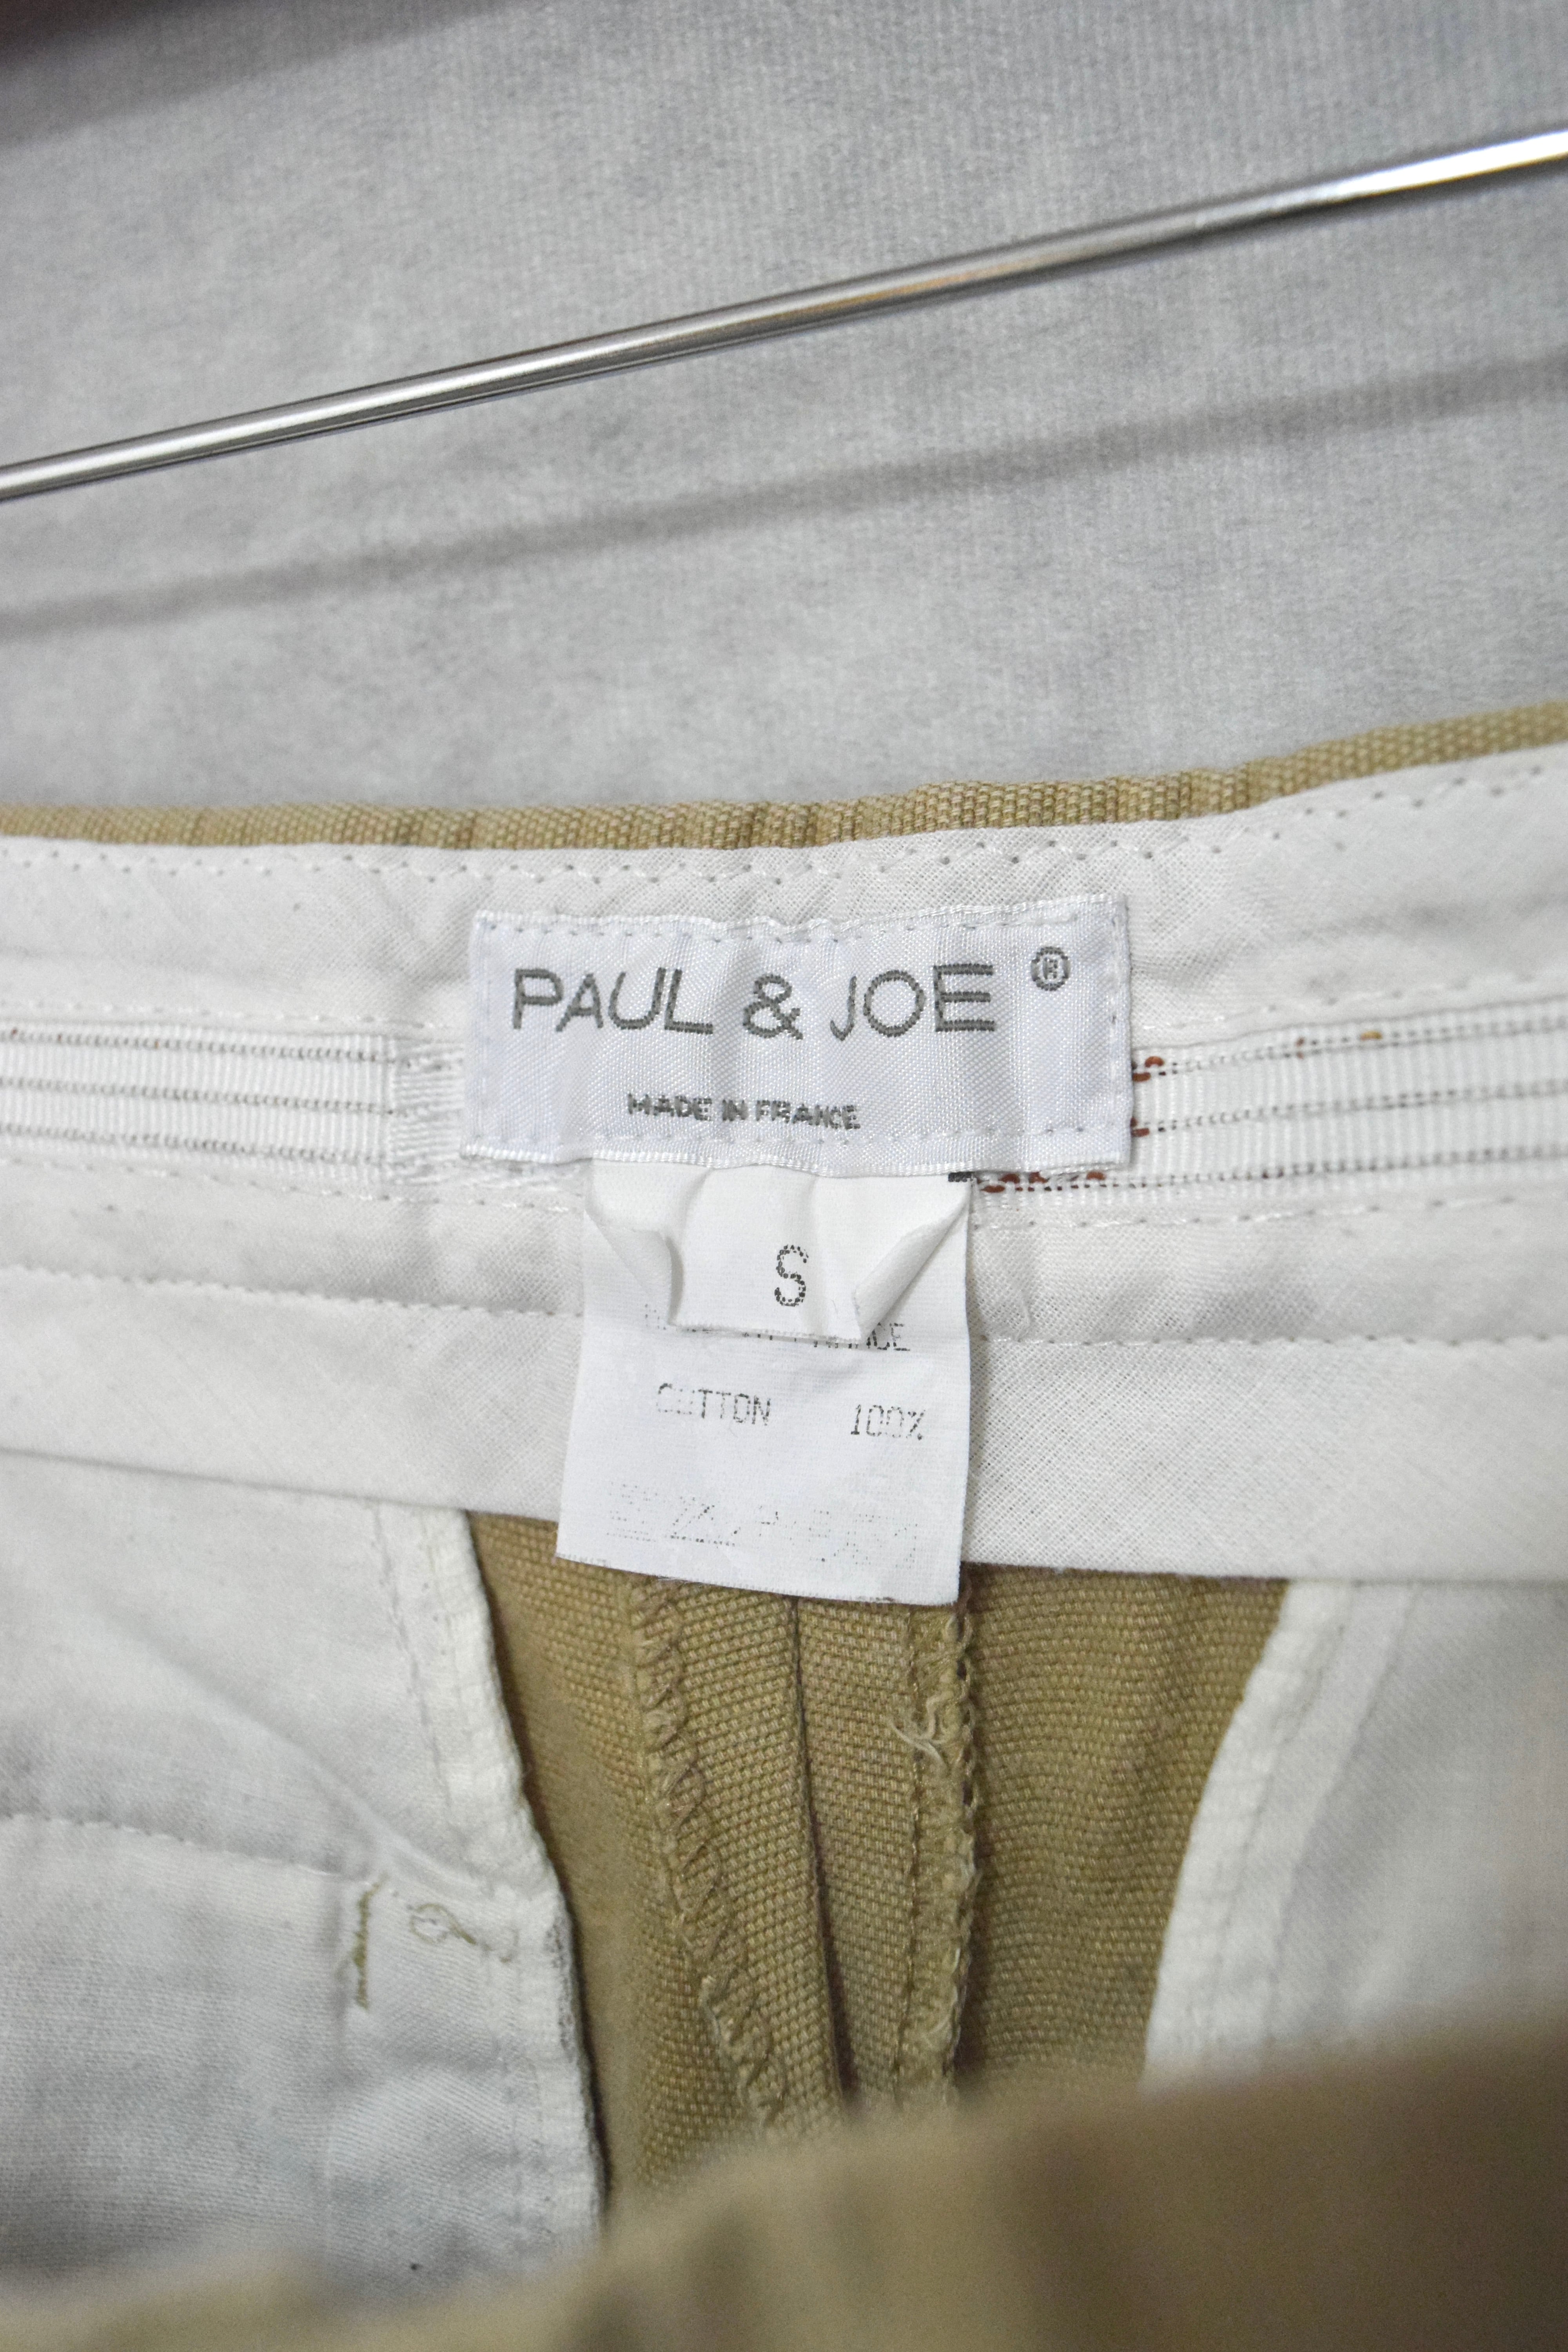 PAUL & JOE ®
MADE IN FRANCE
S
COTTON 100%